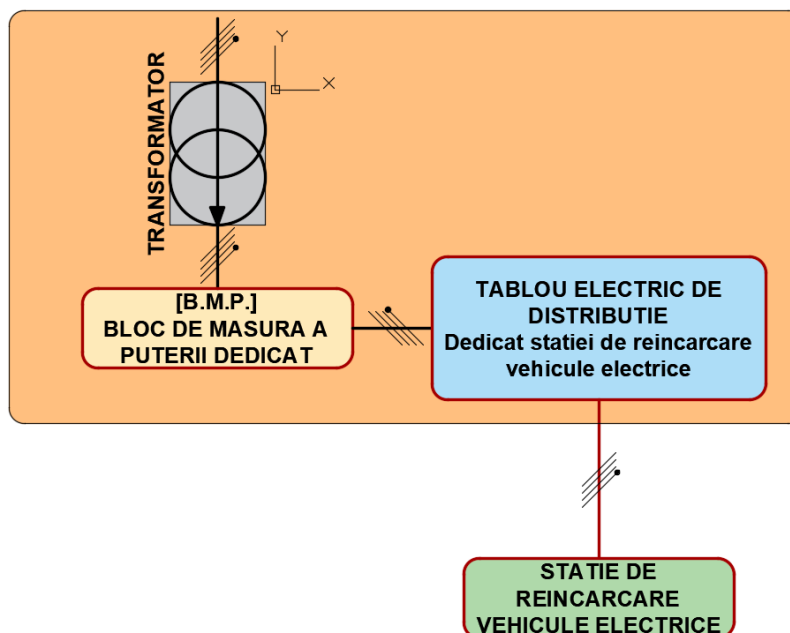 Y
X
TRANSFORMATOR
[B.M.P.]
BLOC DE MASURA A
PUTERII DEDICAT
TABLOU ELECTRIC DE
DISTRIBUTIE
Dedicat statiei de reincarcare
vehicule electrice
STATIE DE
REINCARCARE
VEHICULE ELECTRICE